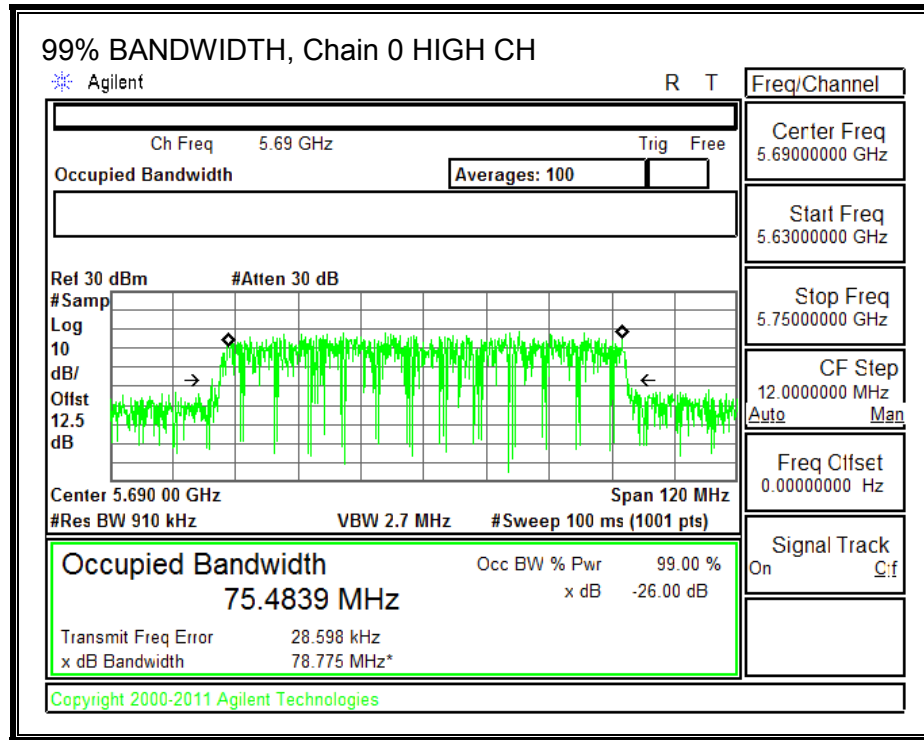 99% BANDWIDTH, Chain 0 HIGH CH
Agilent R T
Freq/Channel
Ch Freq 5.69 GHz Trig Free
Occupied Bandwidth Averages: 100
Center Freq
5.69000000 GHz
Start Freq
5.63000000 GHz
Stop Freq
5.75000000 GHz
CF Step
12.0000000 MHz
Auto Man
Freq Offset
0.00000000 Hz
Signal Track
On Off
Ref 30 dBm #Atten 30 dB
#Samp
Log
10
dB/
Offst
12.5
dB
Center 5.690 00 GHz Span 120 MHz
#Res BW 910 kHz VBW 2.7 MHz #Sweep 100 ms (1001 pts)
Occupied Bandwidth
75.4839 MHz
Occ BW % Pwr 99.00 %
x dB -26.00 dB
Transmit Freq Error 28.598 kHz
x dB Bandwidth 78.775 MHz*
Copyright 2000-2011 Agilent Technologies